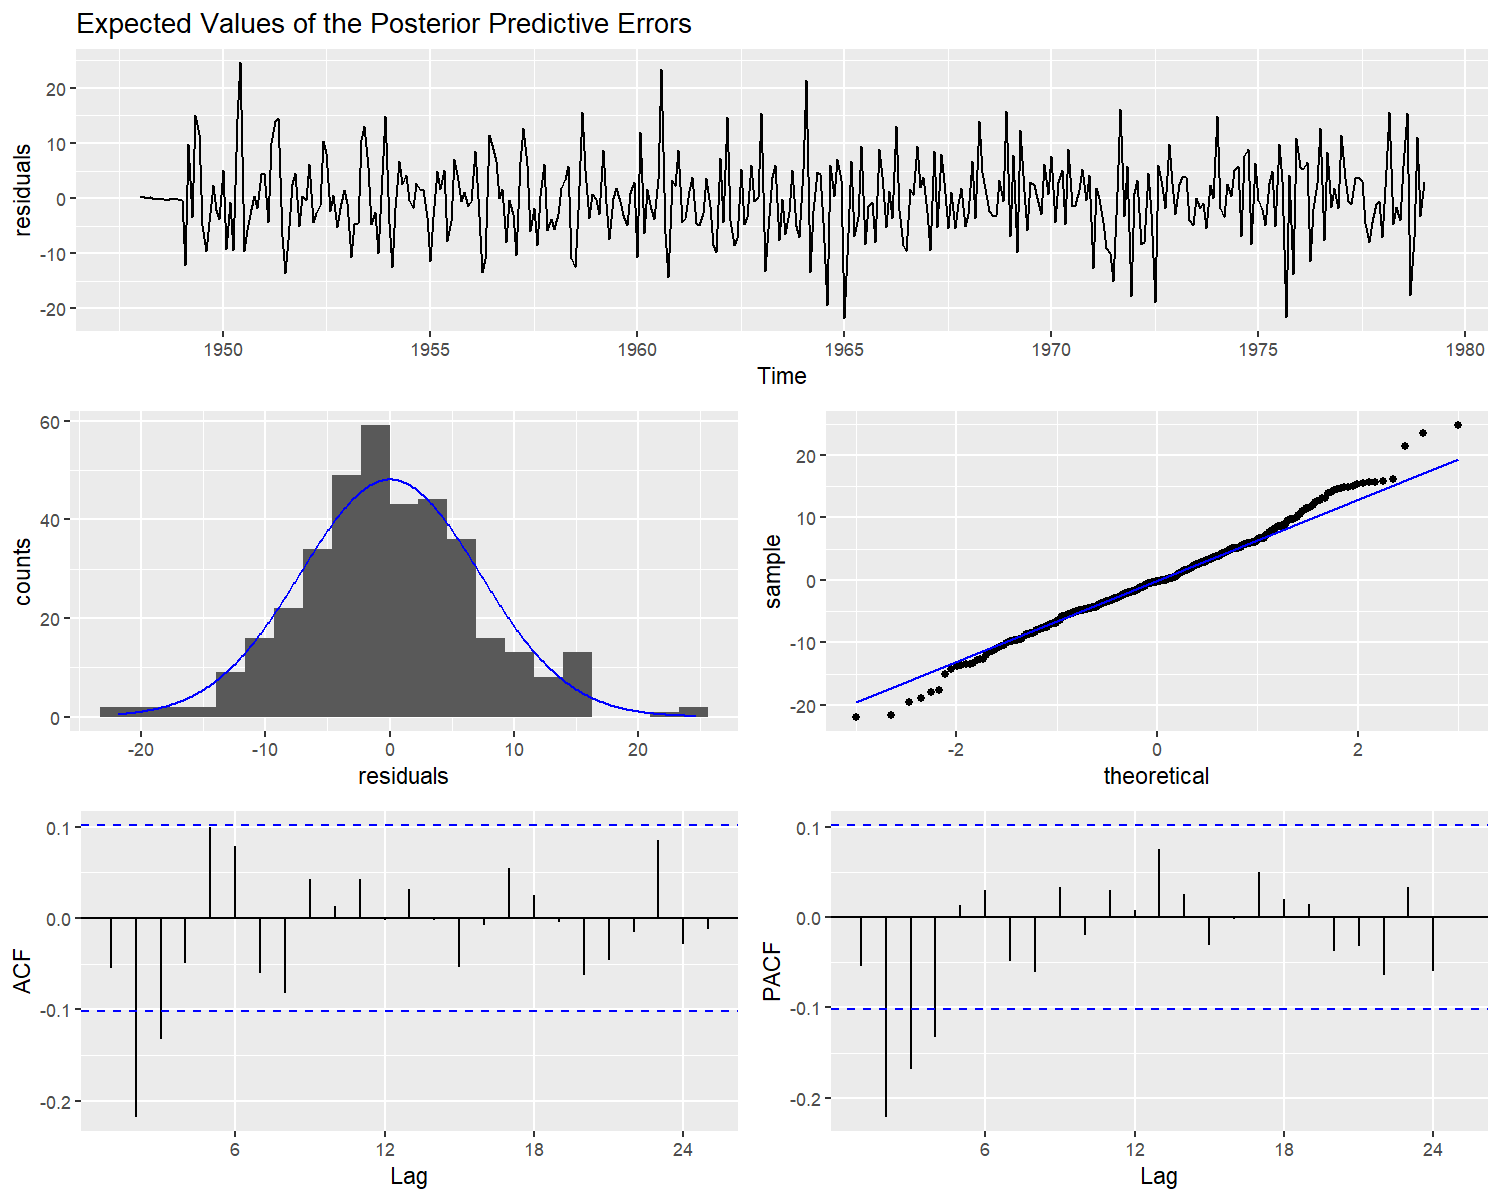 Expected Values of the Posterior Predictive Errors
residuals
20
10
0
-10
-20
1950 1955 1960 1965 1970 1975 1980
Time
counts
60
40
20
0
-20 -10 0 10 20
residuals
sample
20
10
0
-10
-20
-2 0 2
theoretical
ACF
0.1
0.0
-0.1
-0.2
6 12 18 24
Lag
PACF
0.1
0.0
-0.1
-0.2
6 12 18 24
Lag